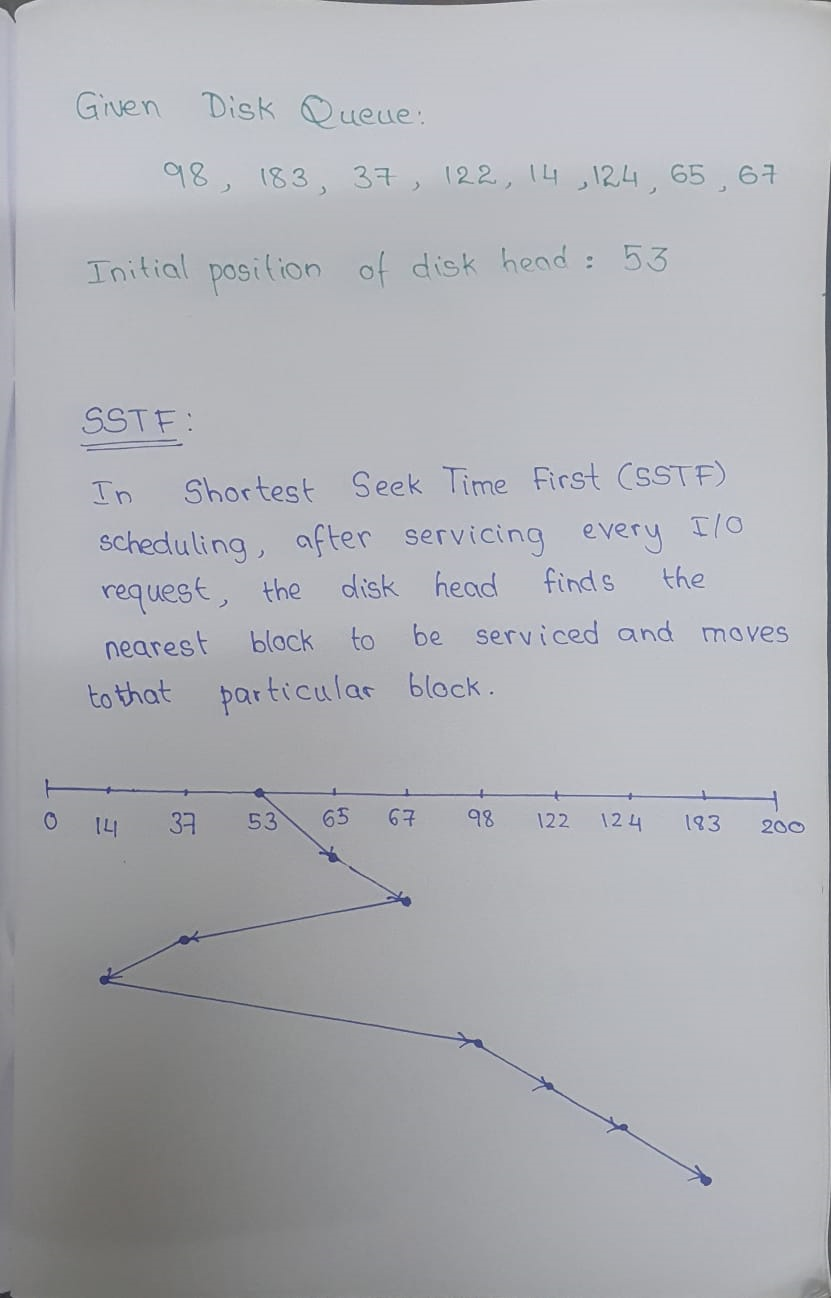 Given Disk Queue:
98, 183, 37, 122, 14, 124, 65, 67
Initial position of disk head: 53
SSTF:
In Shortest Seek Time First (SSTF)
scheduling, after servicing every I/O
request, the disk head finds the
nearest block to be serviced and moves
to that particular block.
0 14 37 53 65 67 98 122 124 183 200